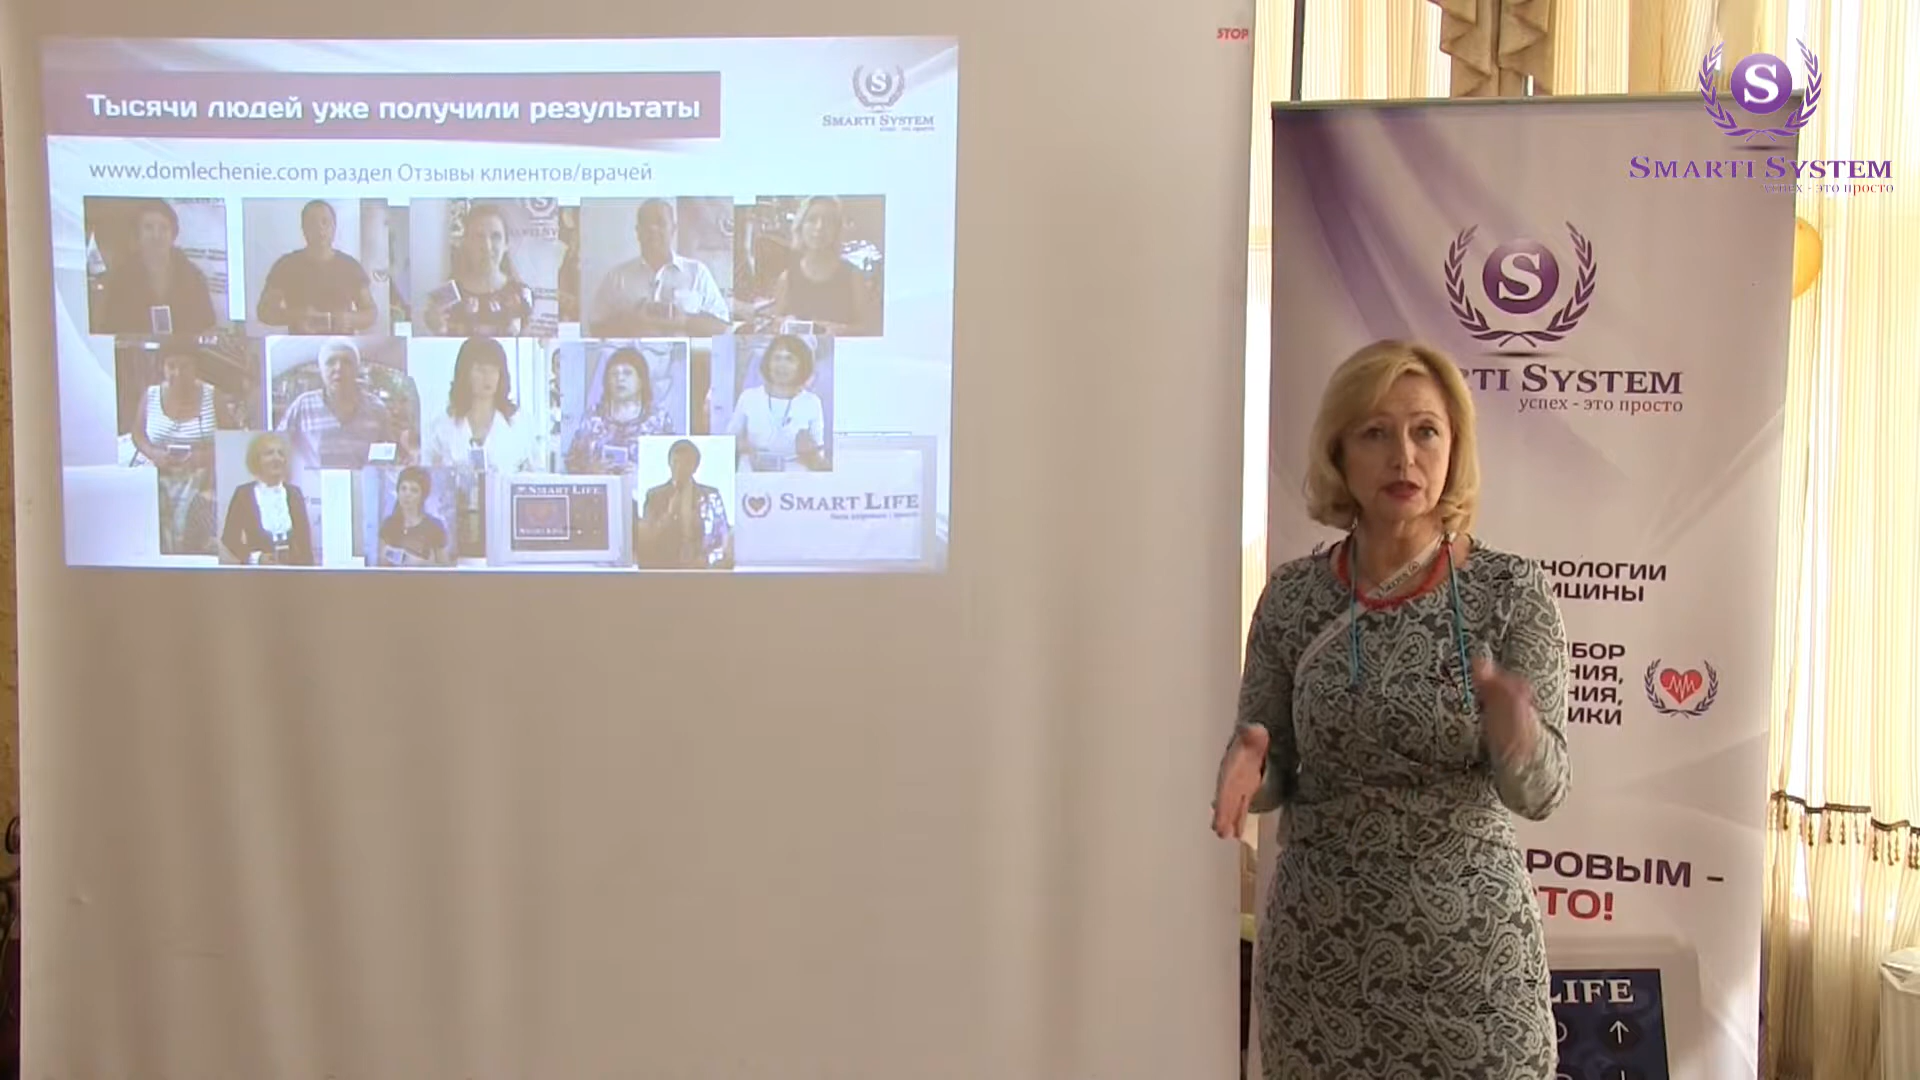 Тысячи людей уже получили результаты
SMARTI SYSTEM
www.domlechenie.com раздел Отзывы клиентов/врачей
SMART LIFE
SMART LIFE
STOP
S
SMARTI SYSTEM
успех - это просто
S
RTI SYSTEM
успех - это просто
НОЛОГИИ
ИЦИНЫ
БОР
НИЯ,
НИЯ,
ИКИ
РОВЫМ -
ТО!
LIFE